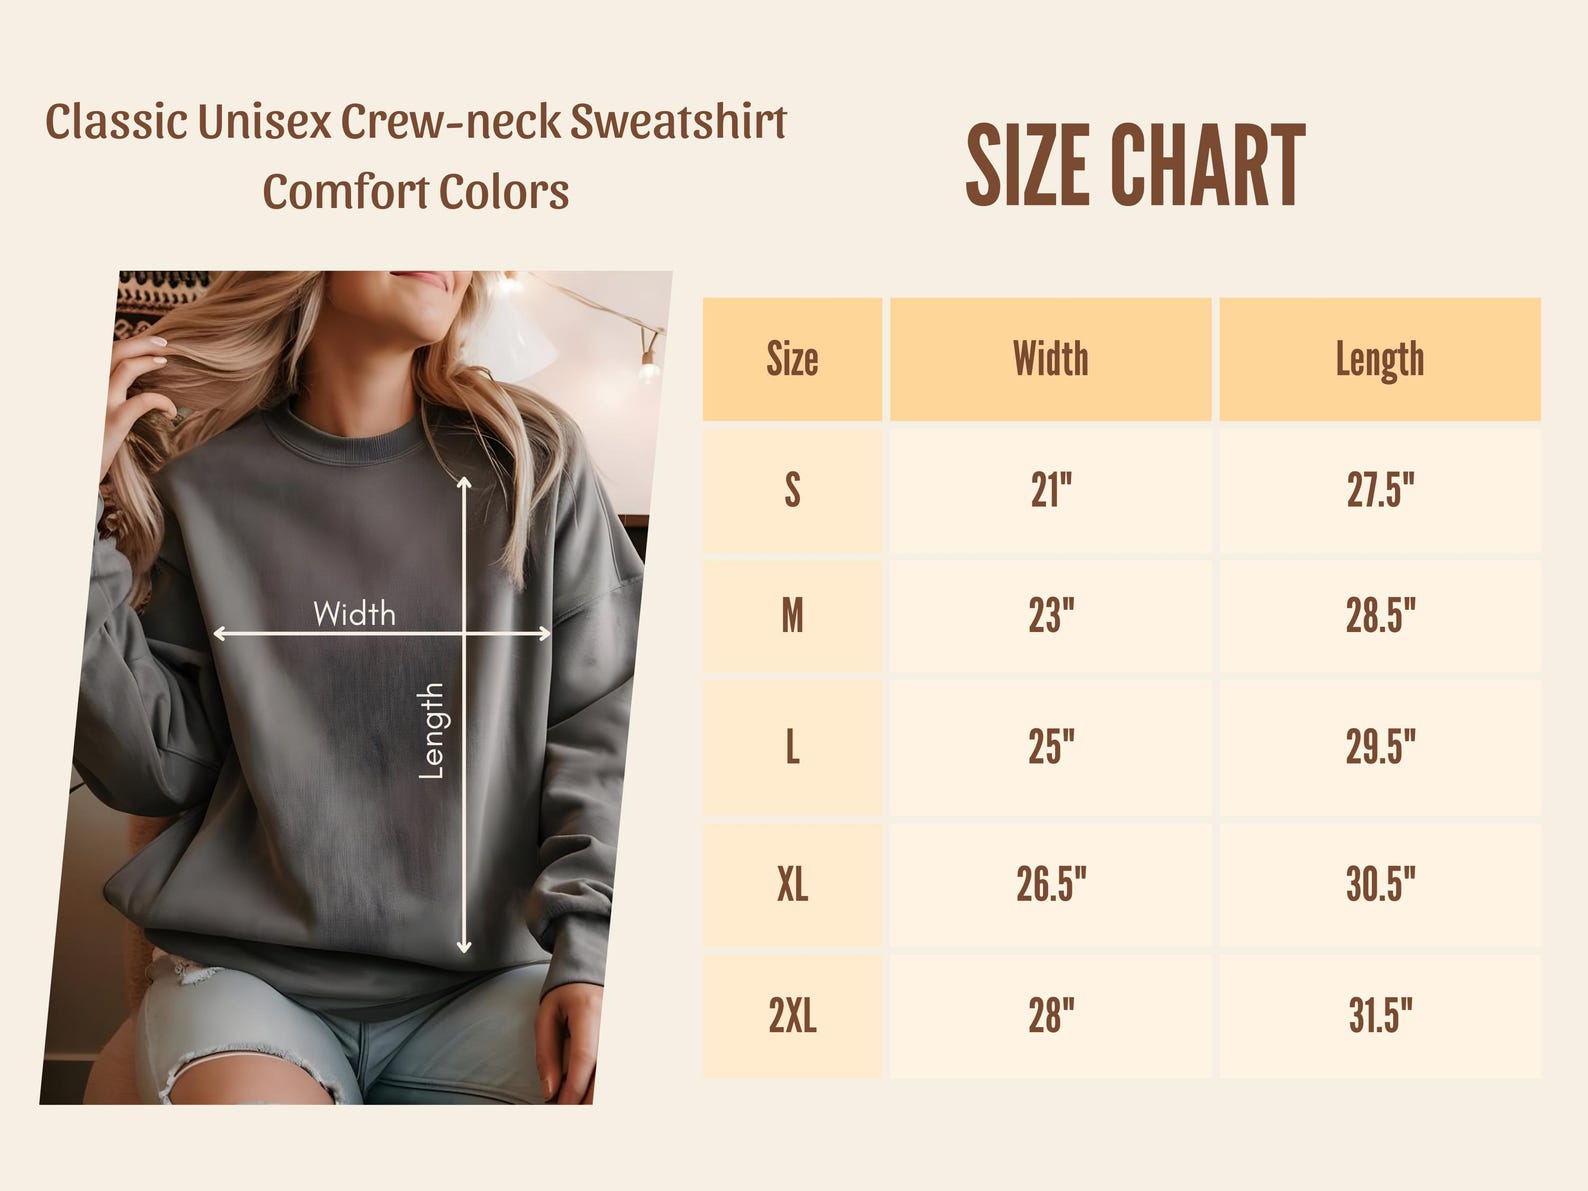 Classic Unisex Crew-neck Sweatshirt
Comfort Colors
SIZE CHART
Width
Length
Size Width Length
S 21" 27.5"
M 23" 28.5"
L 25" 29.5"
XL 26.5" 30.5"
2XL 28" 31.5"